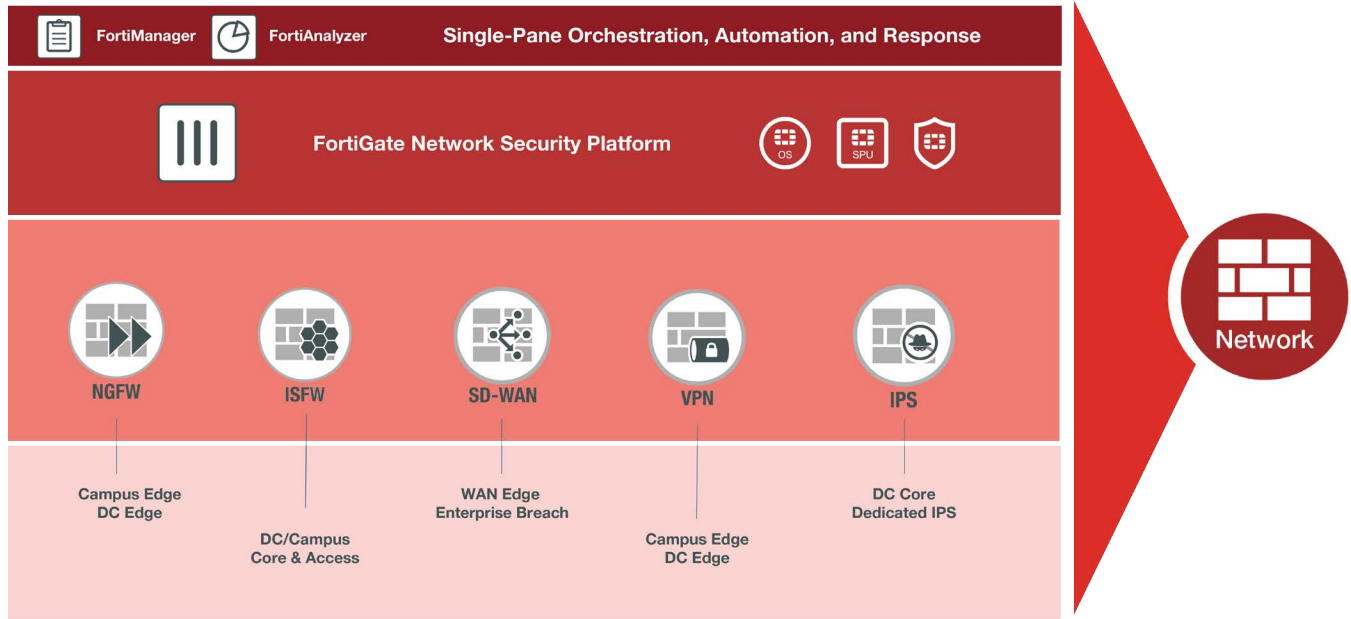 FortiManager
FortiAnalyzer
Single-Pane Orchestration, Automation, and Response
FortiGate Network Security Platform
OS
SPU
NGFW
ISFW
SD-WAN
VPN
IPS
Campus Edge
DC Edge
DC/Campus
Core & Access
WAN Edge
Enterprise Breach
Campus Edge
DC Edge
DC Core
Dedicated IPS
Network